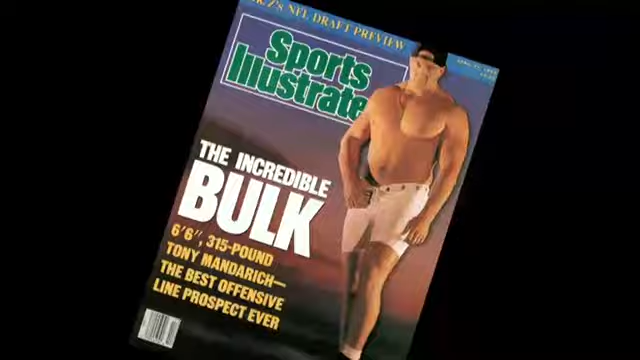 NFL DRAFT PREVIEW
Sports
Illustrated
THE INCREDIBLE
BULK
6'6", 315-POUND
TONY MANDARICH—
THE BEST OFFENSIVE
LINE PROSPECT EVER